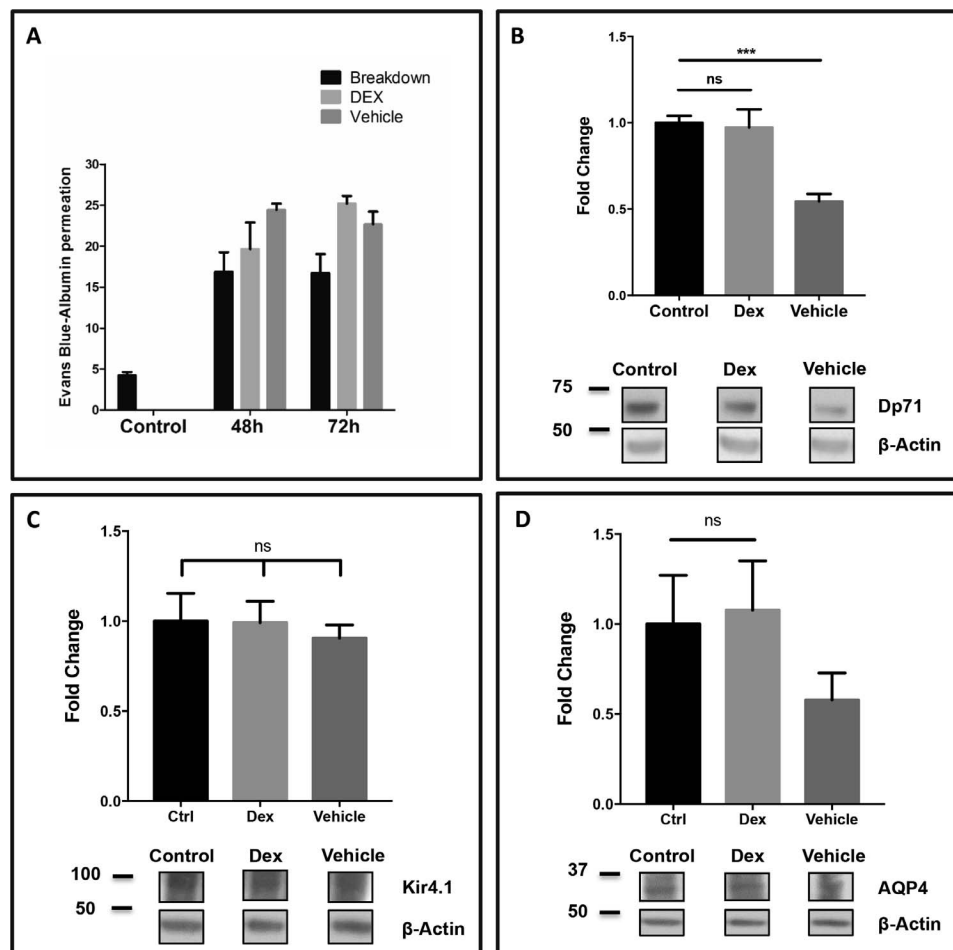 A
Breakdown
DEX
Vehicle
Evans Blue-Albumin permeation
30
25
20
15
10
5
0
Control 48h 72h
B
Fold Change
1.5
1.0
0.5
0.0
***
ns
Control Dex Vehicle
Control Dex Vehicle
75
Dp71
50
β-Actin
C
Fold Change
1.5
1.0
0.5
0.0
ns
Ctrl Dex Vehicle
Control Dex Vehicle
100
Kir4.1
50
β-Actin
D
Fold Change
1.5
1.0
0.5
0.0
ns
Ctrl Dex Vehicle
Control Dex Vehicle
37
AQP4
50
β-Actin